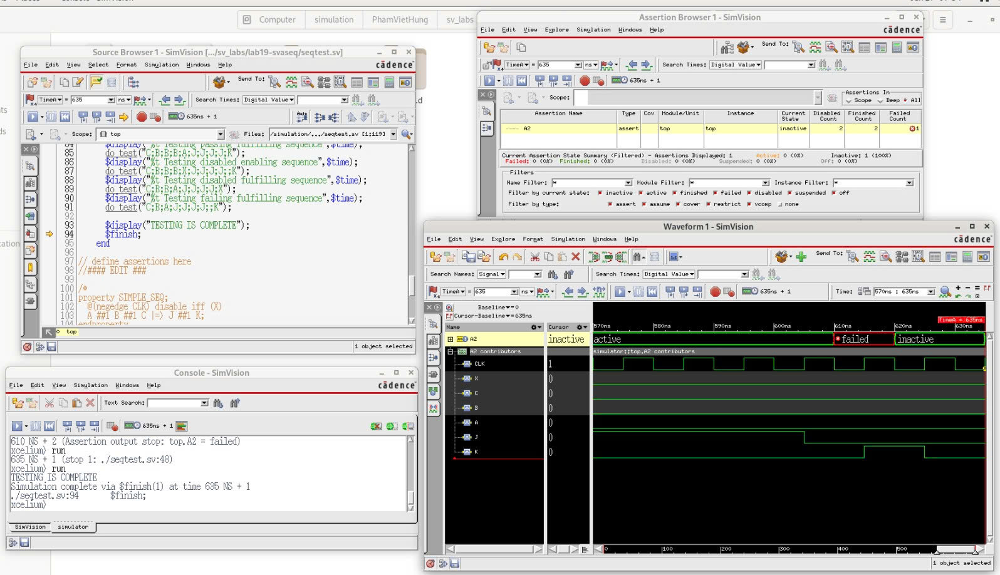 Computer
simulation
PhamVietHung
sv_labs
Source Browser 1 - SimVision [.../sv_labs/lab19-svaseq/seqtest.sv]
File Edit View Select Format Simulation Windows Help
cādence
Send To:
TimeA = 635 ns
Search Times: Digital Value
635ns + 1
Scope: top
Files: /simulation/.../seqtest.sv [1:119]
84 $display("%t Testing passing fulfilling sequence",$time);
85 do_test("C;B;B;B;A;J;J;J;J;K");
86 $display("%t Testing disabled enabling sequence",$time);
87 do_test("C;B;B;B;X;J;J;J;J;;K");
88 $display("%t Testing disabled fulfilling sequence",$time);
89 do_test("C;B;B;A;J;J;J;J;X");
90 $display("%t Testing failing fulfilling sequence",$time);
91 do_test("C;B;A;J;J;J;J;;K");
92
93 $display("TESTING IS COMPLETE");
94 $finish;
95 end
96
97 // define assertions here
98 //#### EDIT ###
99
100 /*
101 property SIMPLE_SEQ;
102 @(negedge CLK) disable iff (X)
103 A ##1 B ##1 C |=> J ##1 K;
104 endproperty
0 top
1 object selected
Console - SimVision
File Edit View Simulation Windows Help
cādence
Text Search:
635ns + 1
610 NS + 2 (Assertion output stop: top.A2 = failed)
xcelium> run
635 NS + 1 (stop 1: ./seqtest.sv:48)
xcelium> run
TESTING IS COMPLETE
Simulation complete via $finish(1) at time 635 NS + 1
./seqtest.sv:94 $finish;
xcelium>
SimVision simulator
Assertion Browser 1 - SimVision
File Edit View Explore Simulation Windows Help
cādence
Send To:
TimeA = 635 ns
Search Times: Digital Value
635ns + 1
Scope:
Assertions In
Scope Deep All
Assertion Name Type Cov Module/Unit Instance Current State Disabled Count Finished Count Failed Count
A2 assert top top inactive 2 2 1
Current Assertion State Summary (Filtered) - Assertions Displayed: 1 Active: 0 (0%) Inactive: 1 (100%)
Failed: 0 (0%) Finished: 0 (0%) Disabled: 0 (0%) Suspended: 0 (0%) Off: 0 (0%)
Filters
Name Filter: * Module Filter: * Instance Filter: *
Filter by current state: inactive active finished failed disabled suspended off
Filter by type: assert assume cover restrict vcomp none
Waveform 1 - SimVision
File Edit View Explore Format Simulation Windows Help
cādence
Send To:
Search Names: Signal
Search Times: Digital Value
TimeA = 635 ns
635ns + 1
Time: 570ns : 635ns
Baseline = 0
Cursor-Baseline = 635ns
TimeA = 635ns
Name Cursor 570ns 580ns 590ns 600ns 610ns 620ns 630ns
A2 inactive active failed inactive
A2 contributors simulator::top.A2 contributors
CLK 1
X 0
C 0
B 0
A 0
J 0
K 0
0 100 200 300 400 500
1 object selected